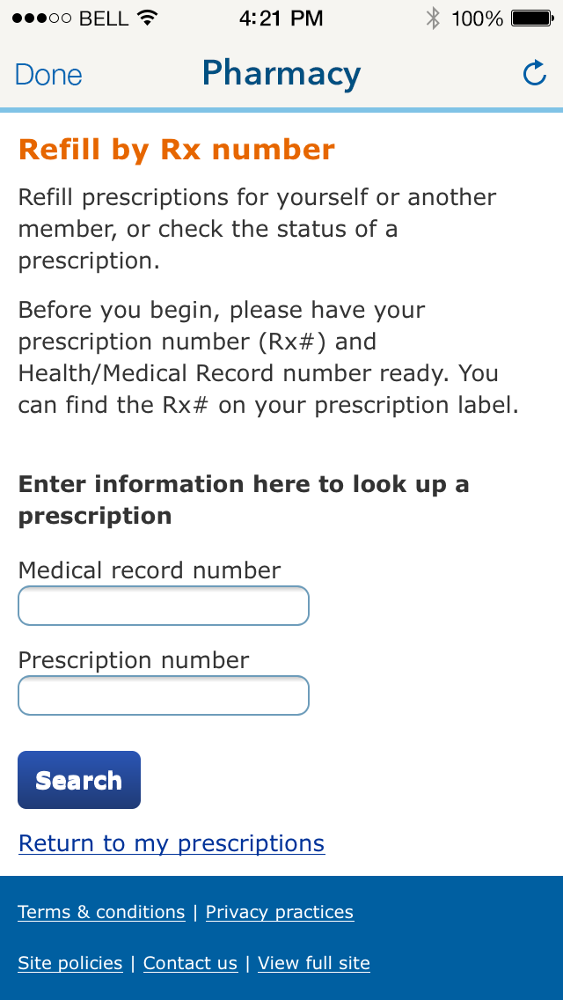 BELL 4:21 PM 100%
Done Pharmacy
Refill by Rx number
Refill prescriptions for yourself or another
member, or check the status of a
prescription.
Before you begin, please have your
prescription number (Rx#) and
Health/Medical Record number ready. You
can find the Rx# on your prescription label.
Enter information here to look up a
prescription
Medical record number
Prescription number
Search
Return to my prescriptions
Terms & conditions | Privacy practices
Site policies | Contact us | View full site